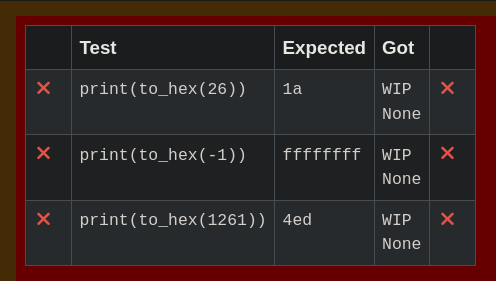 Test Expected Got
print(to_hex(26)) 1a WIP
None
print(to_hex(-1)) ffffffff WIP
None
print(to_hex(1261)) 4ed WIP
None